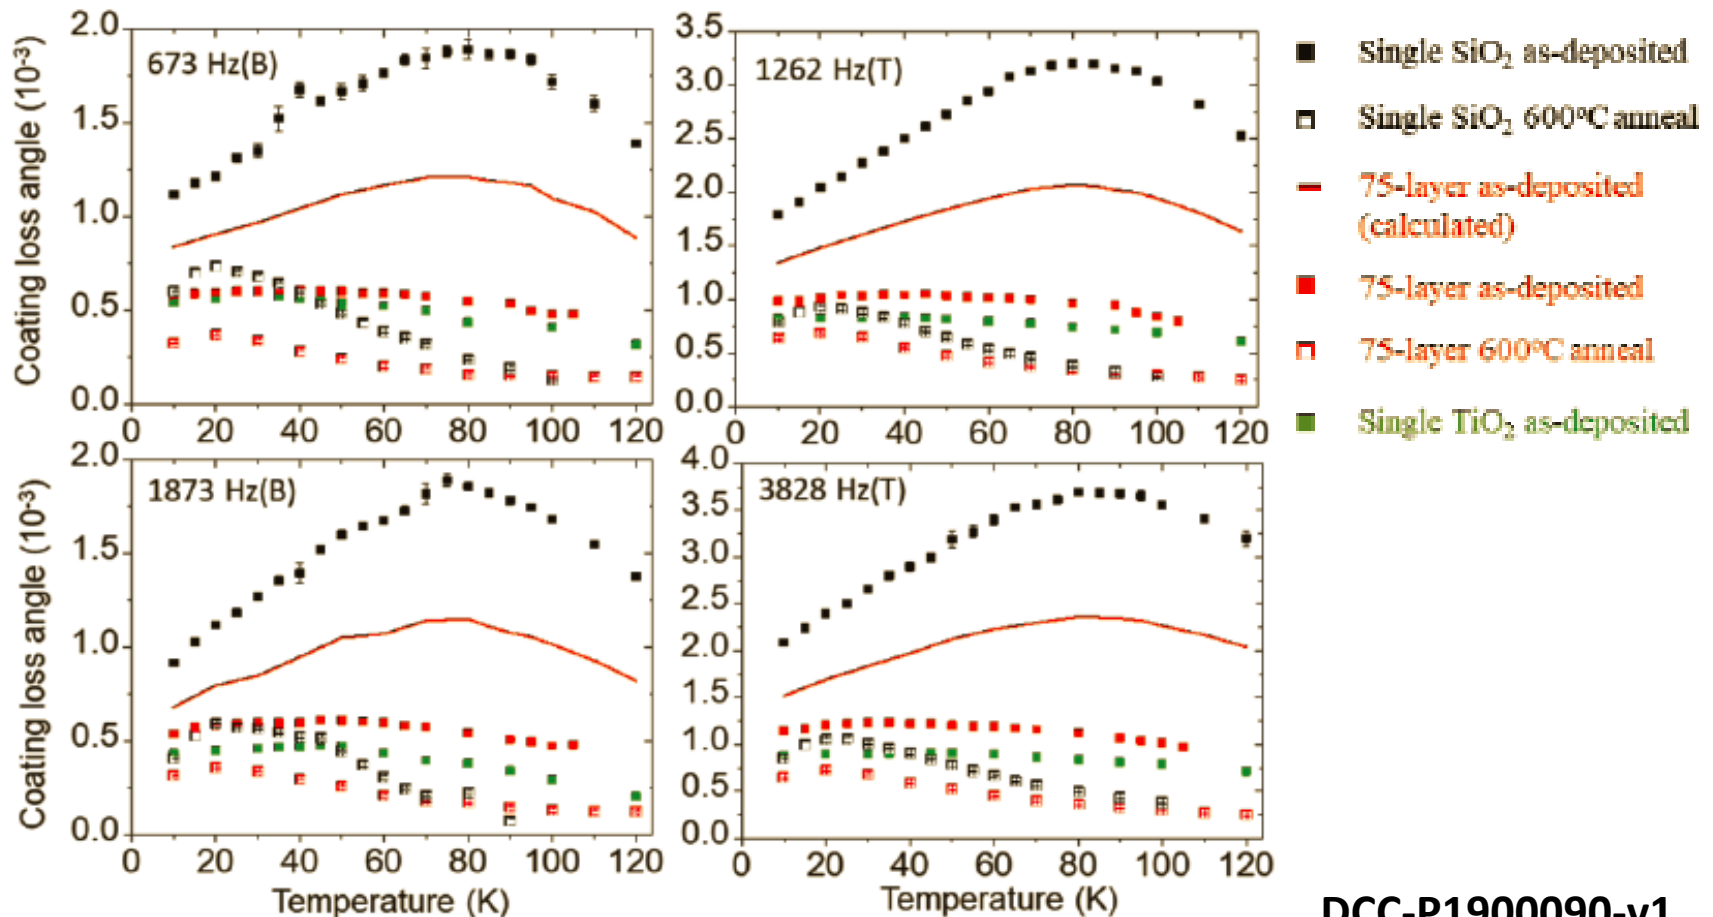 673 Hz(B)
Coating loss angle (10-3)
2.0
1.5
1.0
0.5
0.0
0 20 40 60 80 100 120
1262 Hz(T)
3.5
3.0
2.5
2.0
1.5
1.0
0.5
0.0
0 20 40 60 80 100 120
1873 Hz(B)
Coating loss angle (10-3)
2.0
1.5
1.0
0.5
0.0
0 20 40 60 80 100 120
Temperature (K)
3828 Hz(T)
4.0
3.5
3.0
2.5
2.0
1.5
1.0
0.5
0.0
0 20 40 60 80 100 120
Temperature (K)
Single SiO2 as-deposited
Single SiO2 600°C anneal
75-layer as-deposited
(calculated)
75-layer as-deposited
75-layer 600°C anneal
Single TiO2 as-deposited
DCC-P1900090-v1